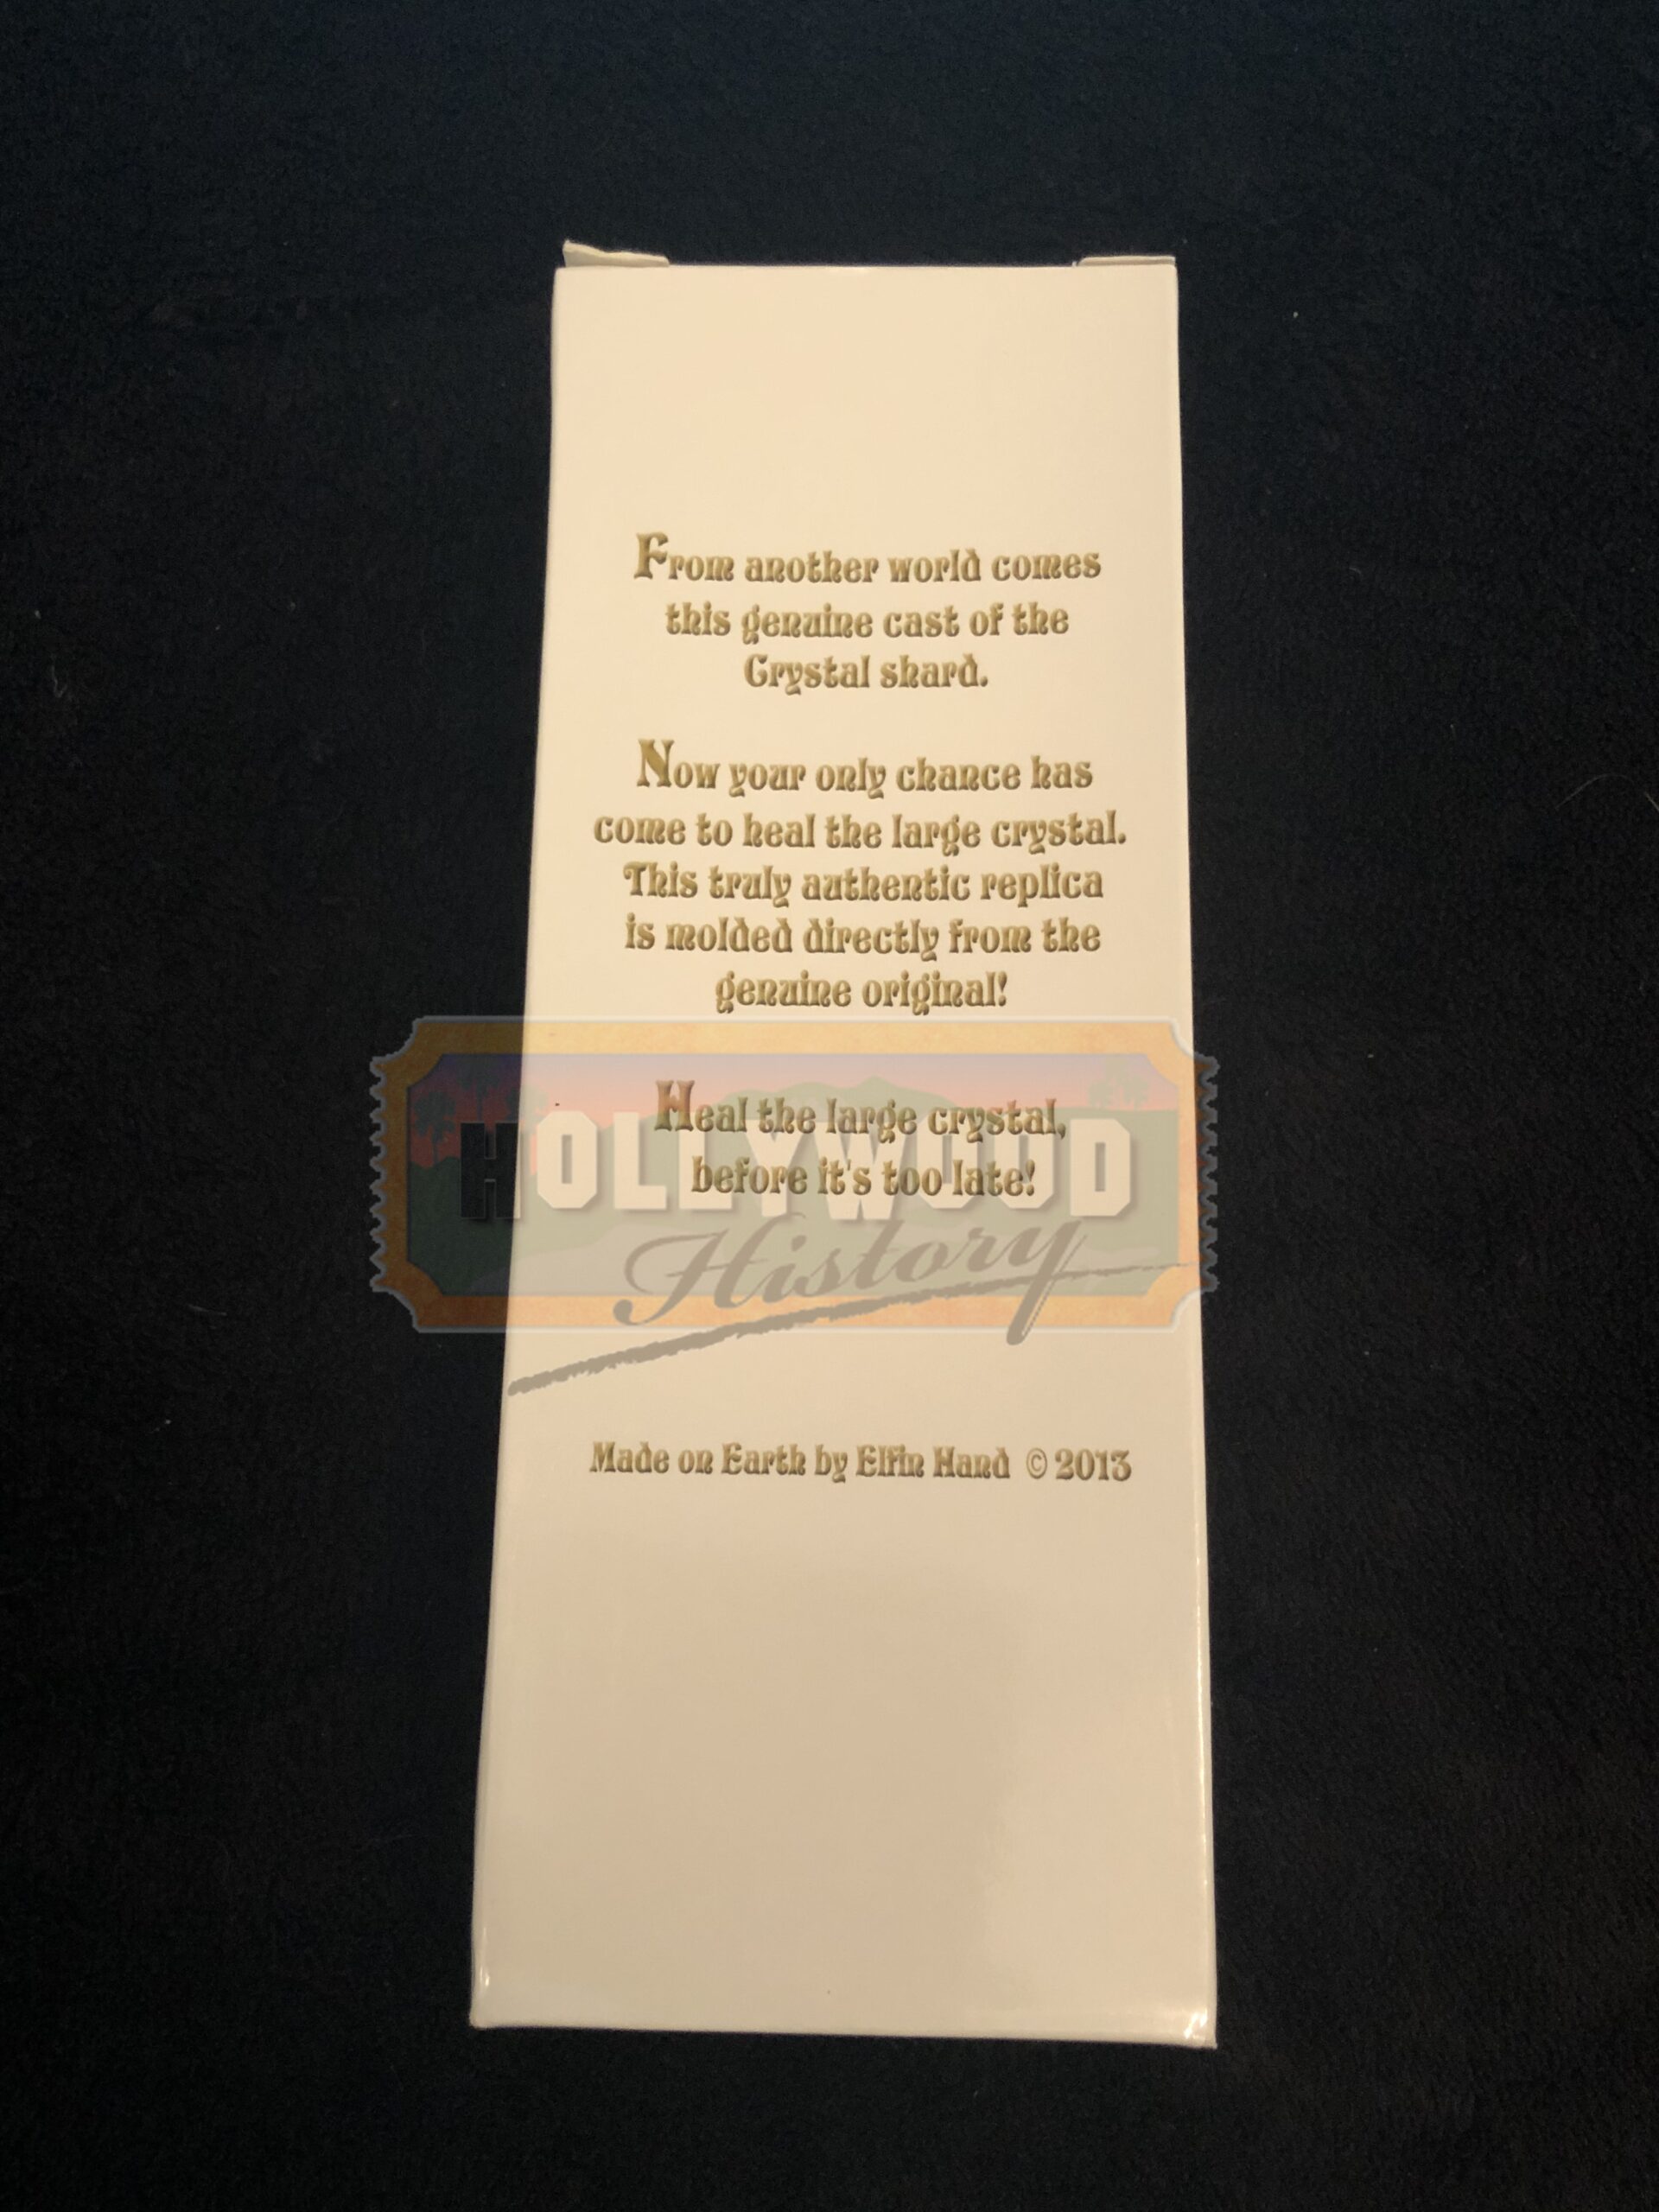 From another world comes
this genuine cast of the
Crystal shard.
Now your only chance has
come to heal the large crystal.
This truly authentic replica
is molded directly from the
genuine original!
Heal the large crystal,
before it's too late!
HOLLYWOOD
History
Made on Earth by Elfin Hand © 2013